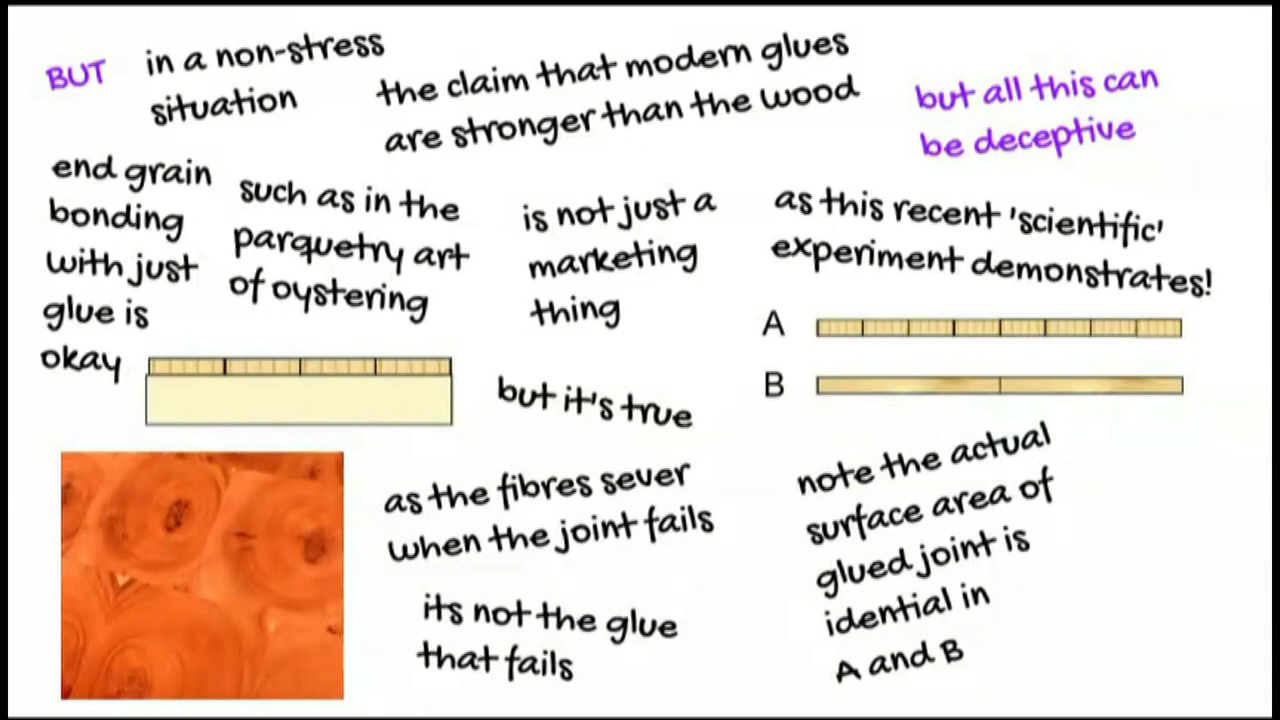 BUT
in a non-stress
situation
end grain
bonding
with just
glue is
okay
such as in the
parquetry art
of oystering
the claim that modern glues
are stronger than the wood
is not just a
marketing
thing
but it's true
as the fibres sever
when the joint fails
its not the glue
that fails
but all this can
be deceptive
as this recent 'scientific'
experiment demonstrates!
A
B
note the actual
surface area of
glued joint is
idential in
A and B